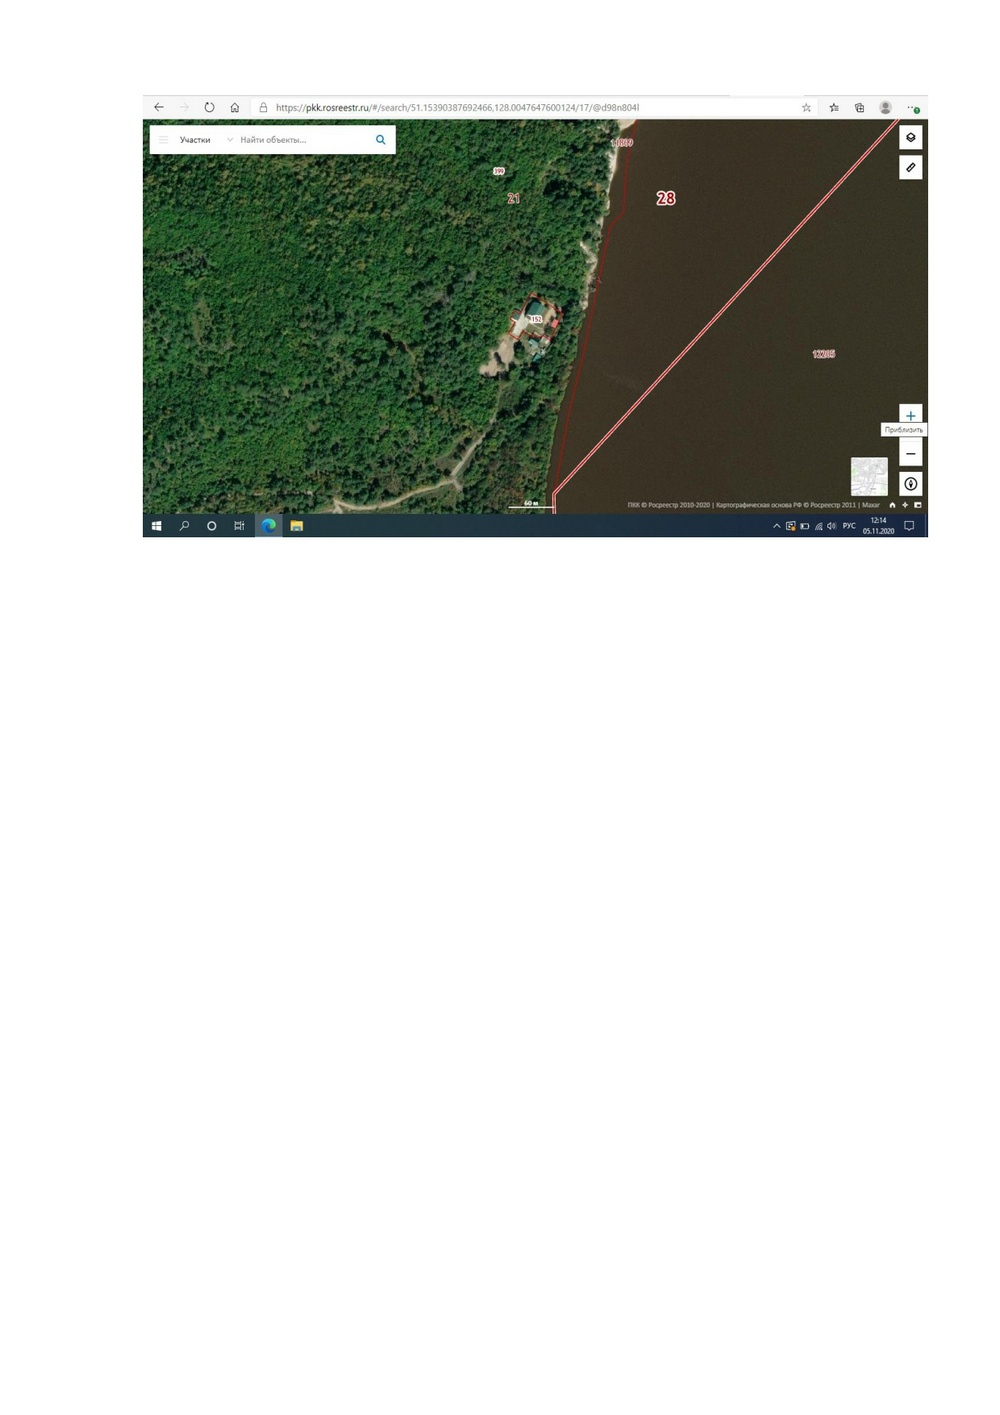 https://pkk.rosreestr.ru/#/search/51.15390387692466,128.0047647600124/17/@d98n804l
Участки
Найти объекты...
399
21
28
152
Приблизить
60 м
ПКК © Росреестр 2010-2020 | Картографическая основа РФ © Росреестр 2011 | Maxar
РУС
12:14
05.11.2020